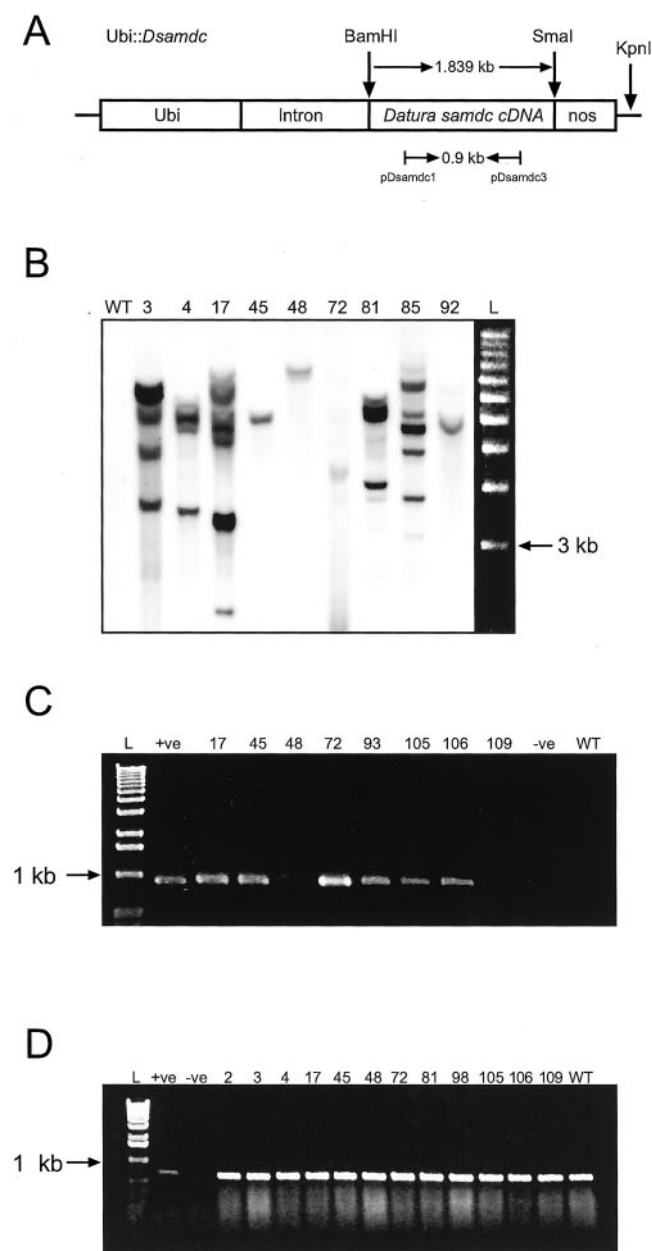 A
Ubi::Dsamdc
BamHI
SmaI
KpnI
1.839 kb
Ubi
Intron
Datura samdc cDNA
nos
0.9 kb
pDsamdc1
pDsamdc3
B
WT 3 4 17 45 48 72 81 85 92 L
3 kb
C
L +ve 17 45 48 72 93 105 106 109 -ve WT
1 kb
D
L +ve -ve 2 3 4 17 45 48 72 81 98 105 106 109 WT
1 kb